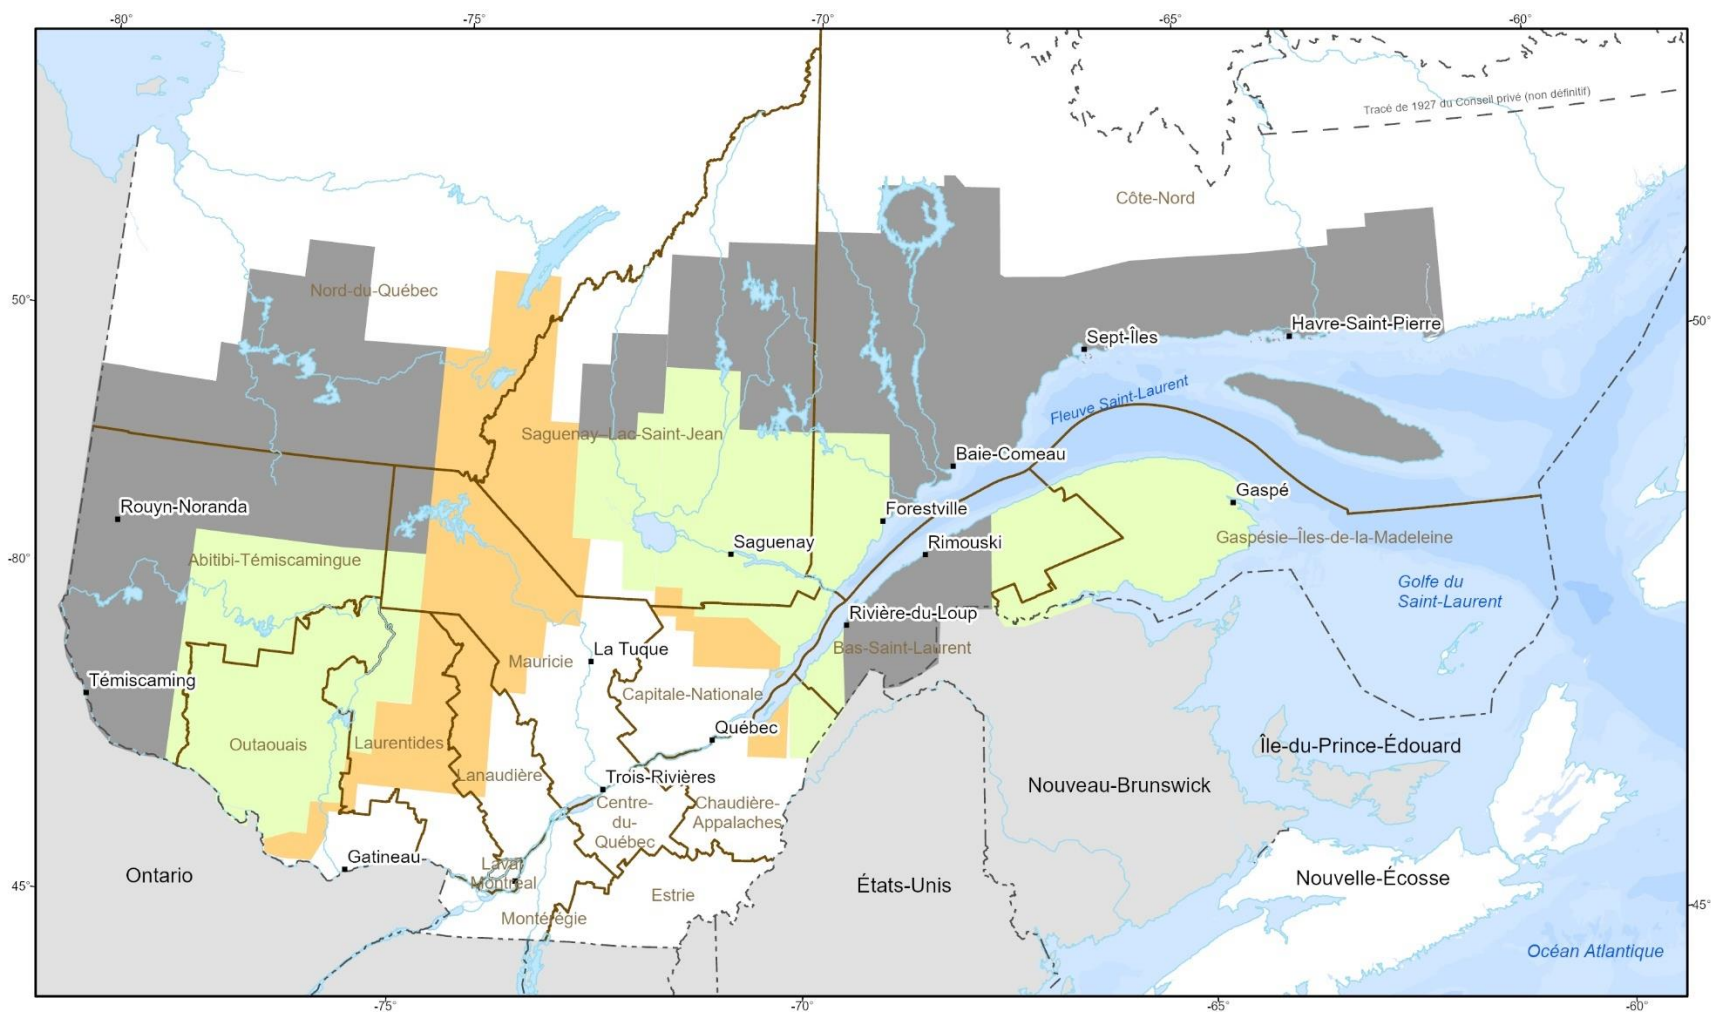 -80°
-75°
-70°
-65°
-60°
Tracé de 1927 du Conseil privé (non définitif)
Côte-Nord
Nord-du-Québec
50°
50°
Havre-Saint-Pierre
Sept-Îles
Fleuve Saint-Laurent
Saguenay–Lac-Saint-Jean
Baie-Comeau
Gaspé
Rouyn-Noranda
Forestville
Gaspésie–Îles-de-la-Madeleine
Saguenay
Rimouski
-80°
Abitibi-Témiscamingue
Golfe du
Saint-Laurent
Rivière-du-Loup
Bas-Saint-Laurent
La Tuque
Mauricie
Témiscaming
Capitale-Nationale
Québec
Outaouais
Laurentides
Île-du-Prince-Édouard
Lanaudière
Trois-Rivières
Nouveau-Brunswick
Centre-
du-
Québec
Chaudière-
Appalaches
Gatineau
Laval
Montréal
Ontario
45°
États-Unis
Nouvelle-Écosse
Estrie
45°
Montérégie
Océan Atlantique
-75°
-70°
-65°
-60°